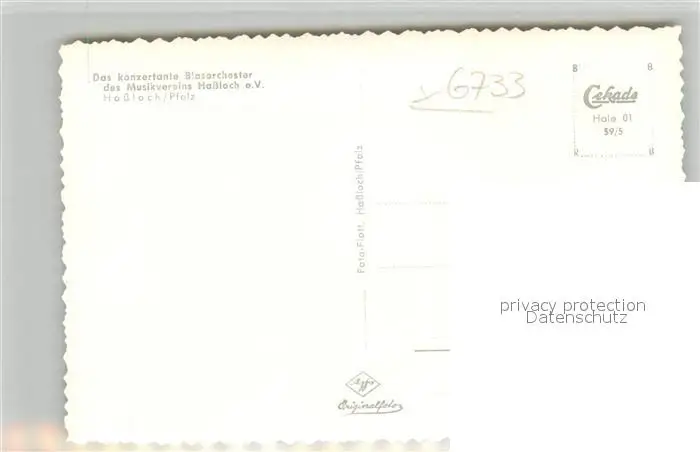 Das konzertante Blasorchester
des Musikvereins Haßloch e.V.
Haßloch/Pfalz
6733
B B
Cekade
Hale 01
59/5
R B
Foto-Flott, Haßloch/Pfalz
privacy protection
Datenschutz
Agfa
Originalfoto